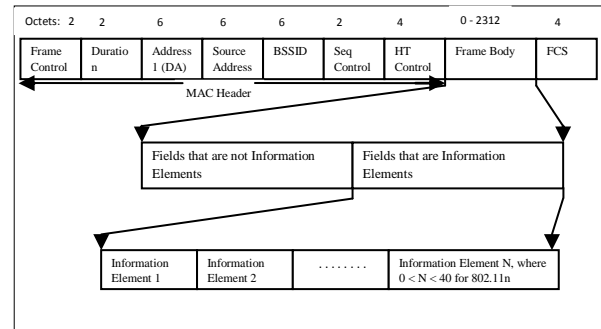 Octets: 2 2 6 6 6 2 4 0 - 2312 4
Frame Control
Duratio n
Address 1 (DA)
Source Address
BSSID
Seq Control
HT Control
Frame Body
FCS
MAC Header
Fields that are not Information Elements
Fields that are Information Elements
Information Element 1
Information Element 2
. . . . . . . .
Information Element N, where 0 < N < 40 for 802.11n